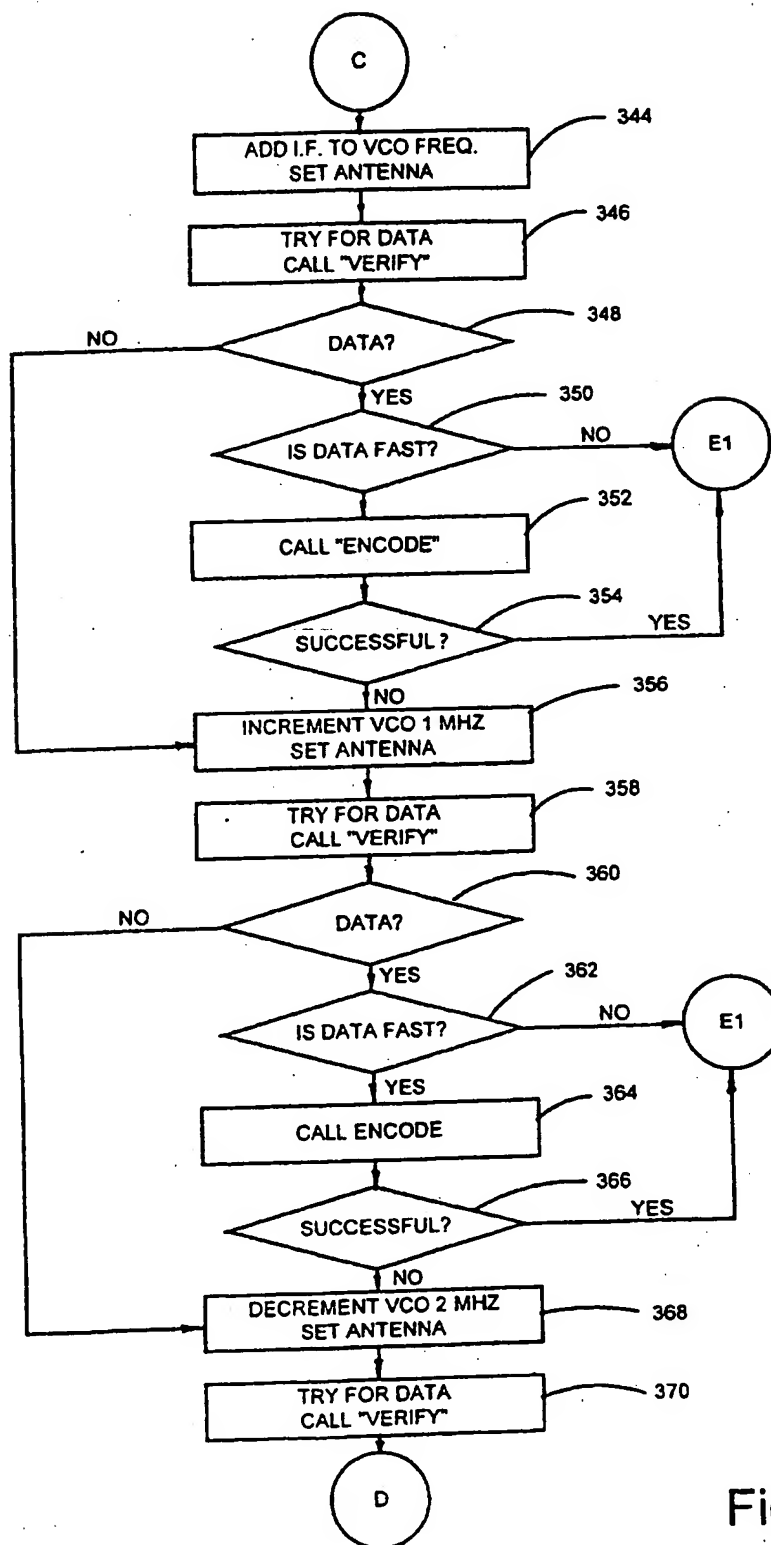 C
344
ADD I.F. TO VCO FREQ.
SET ANTENNA
346
TRY FOR DATA
CALL "VERIFY"
348
NO
DATA?
YES
350
IS DATA FAST?
NO
E1
352
CALL "ENCODE"
354
SUCCESSFUL?
YES
NO
356
INCREMENT VCO 1 MHZ
SET ANTENNA
358
TRY FOR DATA
CALL "VERIFY"
360
NO
DATA?
YES
362
IS DATA FAST?
NO
E1
YES
364
CALL ENCODE
366
SUCCESSFUL?
YES
NO
DECREMENT VCO 2 MHZ
SET ANTENNA
368
TRY FOR DATA
CALL "VERIFY"
370
D